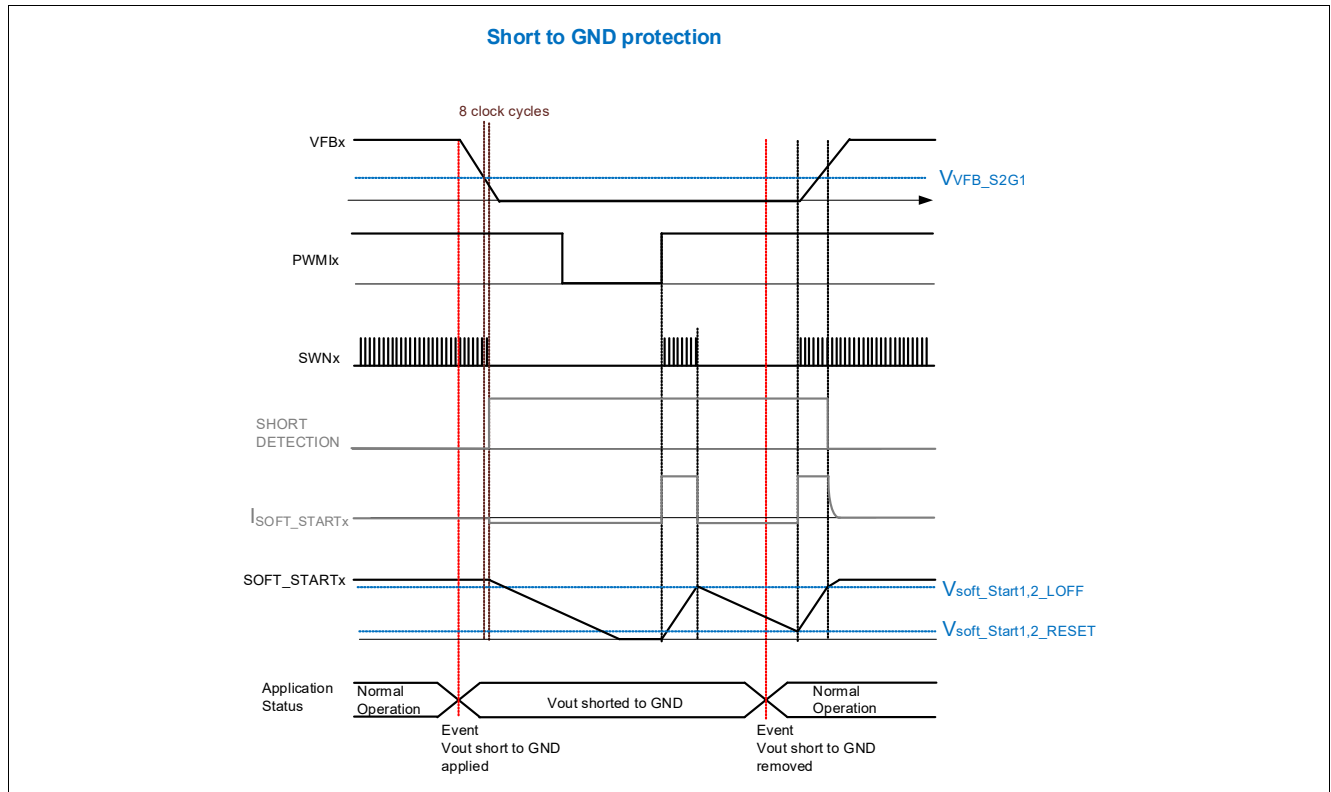 Short to GND protection
8 clock cycles
VFBx
VVFB_S2G1
PWMIx
SWNx
SHORT
DETECTION
ISOFT_STARTx
SOFT_STARTx
Vsoft_Start1,2_LOFF
Vsoft_Start1,2_RESET
Application
Status
Normal
Operation
Vout shorted to GND
Normal
Operation
Event
Vout short to GND
applied
Event
Vout short to GND
removed